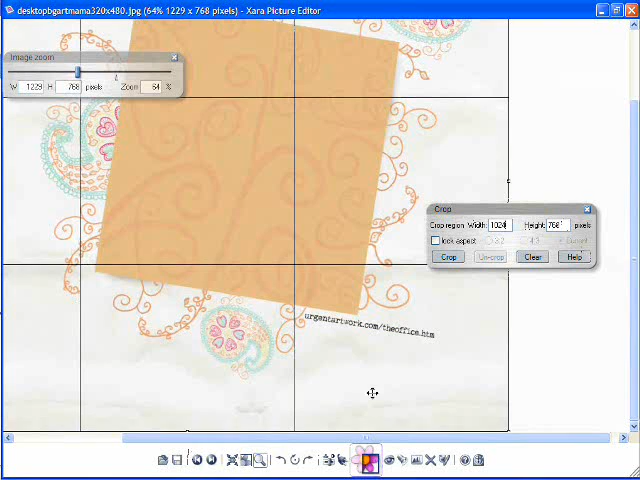 desktopbgartmama320x480.jpg (64% 1229 x 768 pixels) - Xara Picture Editor
Image zoom
W 1229 H 768 pixels Zoom 64 %
Crop
Crop region Width: 1024 Height: 768 pixels
lock aspect
Crop Un-crop Clear Help
urgentartwork.com/theoffice.htm